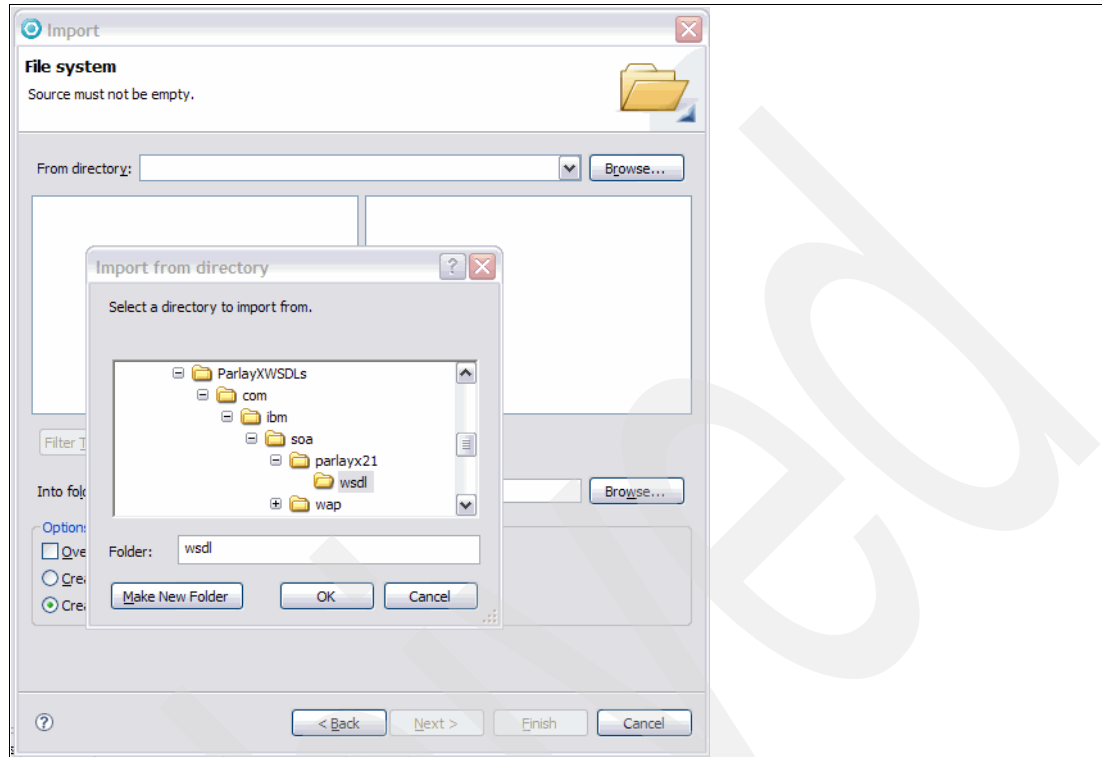 Import
File system
Source must not be empty.
From directory:
Browse...
Import from directory
?
Select a directory to import from.
ParlayXWSDLs
com
ibm
soa
parlayx21
wsdl
wap
Filter
Into
Browse...
Folder: wsdl
Make New Folder OK Cancel
? < Back Next > Finish Cancel